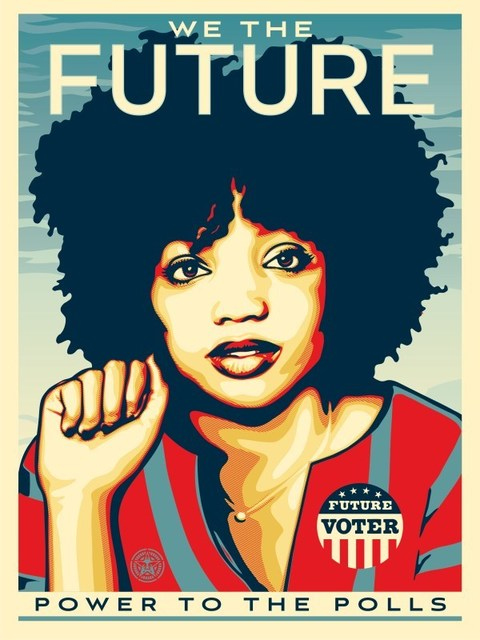 WE THE
FUTURE
FUTURE
VOTER
POWER TO THE POLLS